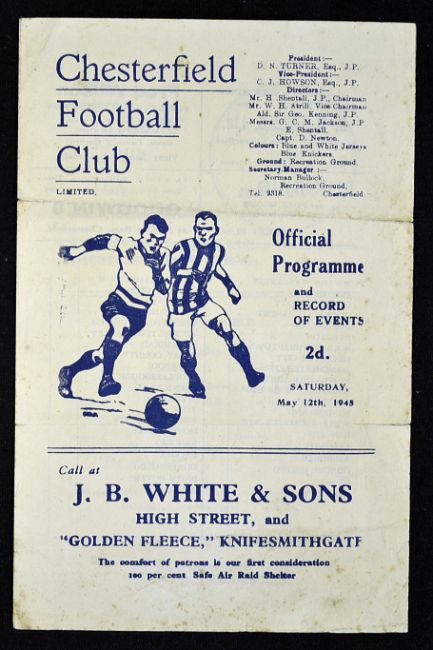 Chesterfield
Football
Club
LIMITED.
President :—
D. N. TURNER, Esq., J.P.
Vice-President :—
C. J. HOWSON, Esq., J.P.
Directors :—
Mr. H. Shentall, J.P., Chairman
Mr. W. H. Atrill, Vice-Chairman
Ald. Sir Geo. Kenning, J.P.
Messrs. G. C. M. Jackson, J.P
E. Shentall.
Capt. D. Newton.
Colours : Blue and White Jerseys
Blue Knickers.
Ground : Recreation Ground.
Secretary-Manager :—
Norman Bullock,
Recreation Ground,
Tel. 2318. Chesterfield
Official
Programme
and
RECORD
OF EVENTS
2d.
SATURDAY,
May 12th, 1945
Call at
J. B. WHITE & SONS
HIGH STREET, and
"GOLDEN FLEECE," KNIFESMITHGATE
The comfort of patrons is our first consideration
100 per cent Safe Air Raid Shelter